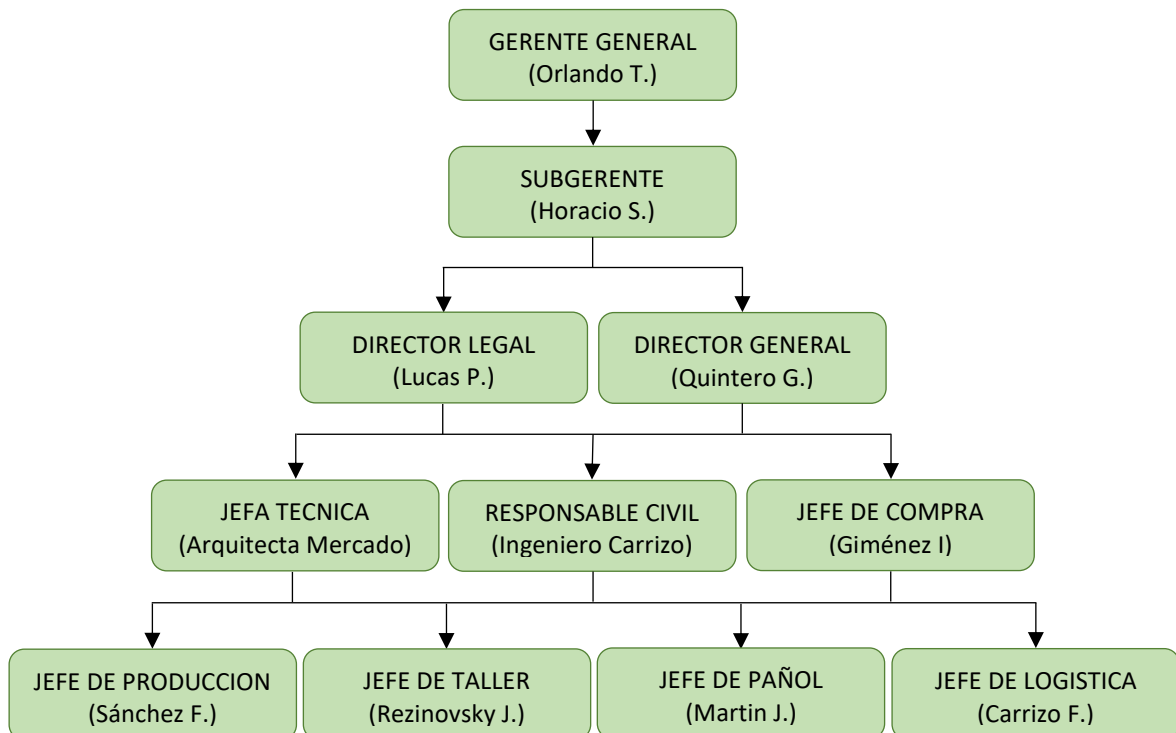 GERENTE GENERAL
(Orlando T.)
SUBGERENTE
(Horacio S.)
DIRECTOR LEGAL
(Lucas P.)
DIRECTOR GENERAL
(Quintero G.)
JEFA TECNICA
(Arquitecta Mercado)
RESPONSABLE CIVIL
(Ingeniero Carrizo)
JEFE DE COMPRA
(Giménez I)
JEFE DE PRODUCCION
(Sánchez F.)
JEFE DE TALLER
(Rezinovsky J.)
JEFE DE PAÑOL
(Martin J.)
JEFE DE LOGISTICA
(Carrizo F.)